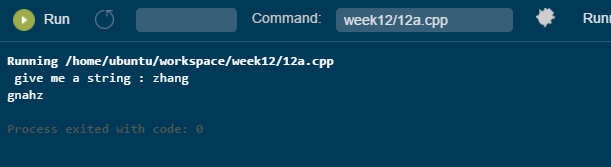 Run Command: week12/12a.cpp Runn
Running /home/ubuntu/workspace/week12/12a.cpp
give me a string : zhang
gnahz
Process exited with code: 0